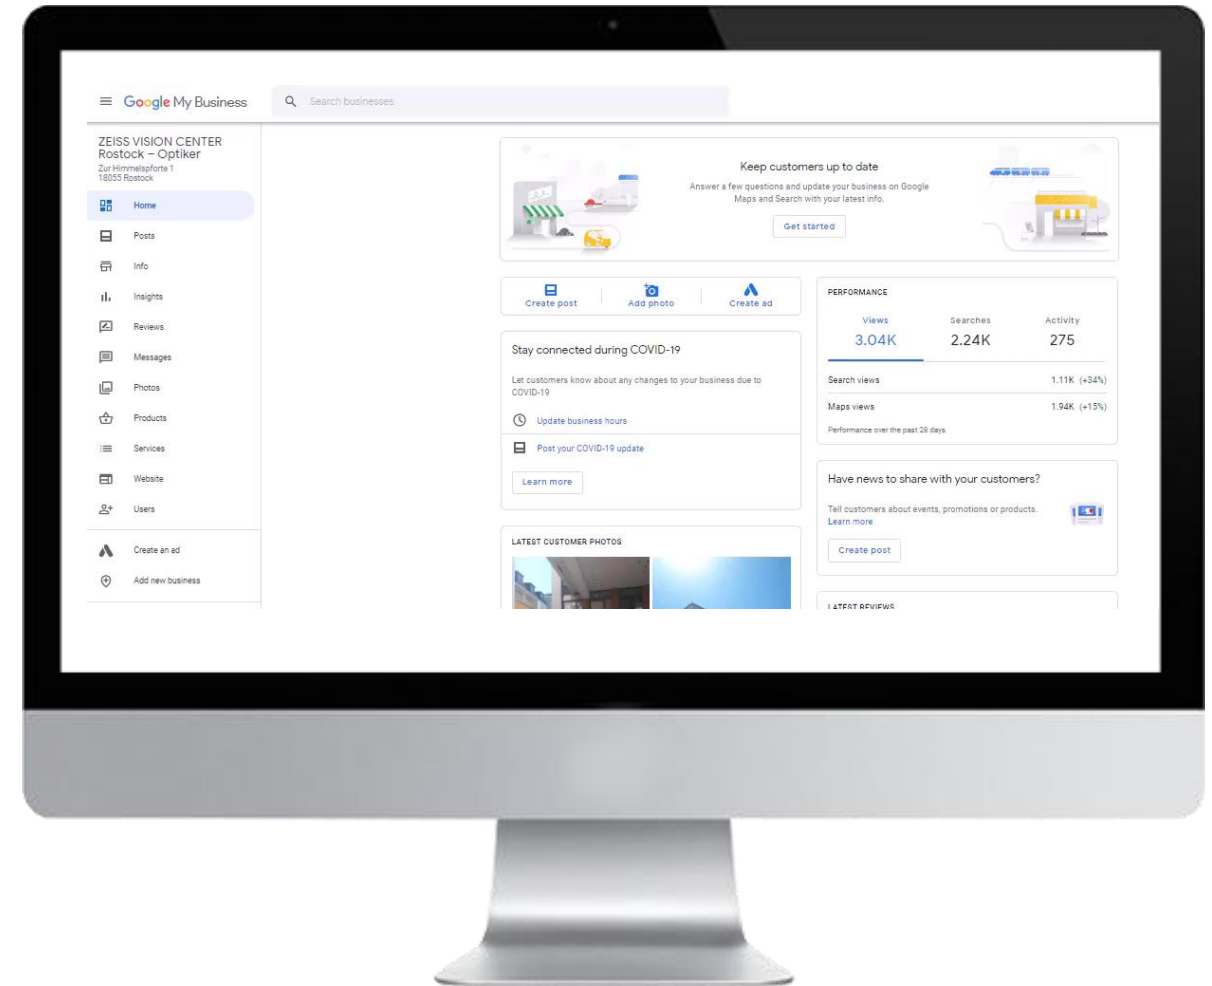 Google My Business
Search businesses
ZEISS VISION CENTER
Rostock – Optiker
Zur Himmelspforte 1
18055 Rostock
Home
Posts
Info
Insights
Reviews
Messages
Photos
Products
Services
Website
Users
Create an ad
Add new business
Keep customers up to date
Answer a few questions and update your business on Google
Maps and Search with your latest info.
Get started
Create post
Add photo
Create ad
Stay connected during COVID-19
Let customers know about any changes to your business due to
COVID-19
Update business hours
Post your COVID-19 update
Learn more
LATEST CUSTOMER PHOTOS
PERFORMANCE
Views Searches Activity
3.04K 2.24K 275
Search views 1.11K (+34%)
Maps views 1.94K (+15%)
Performance over the past 28 days
Have news to share with your customers?
Tell customers about events, promotions or products.
Learn more
Create post
LATEST REVIEWS